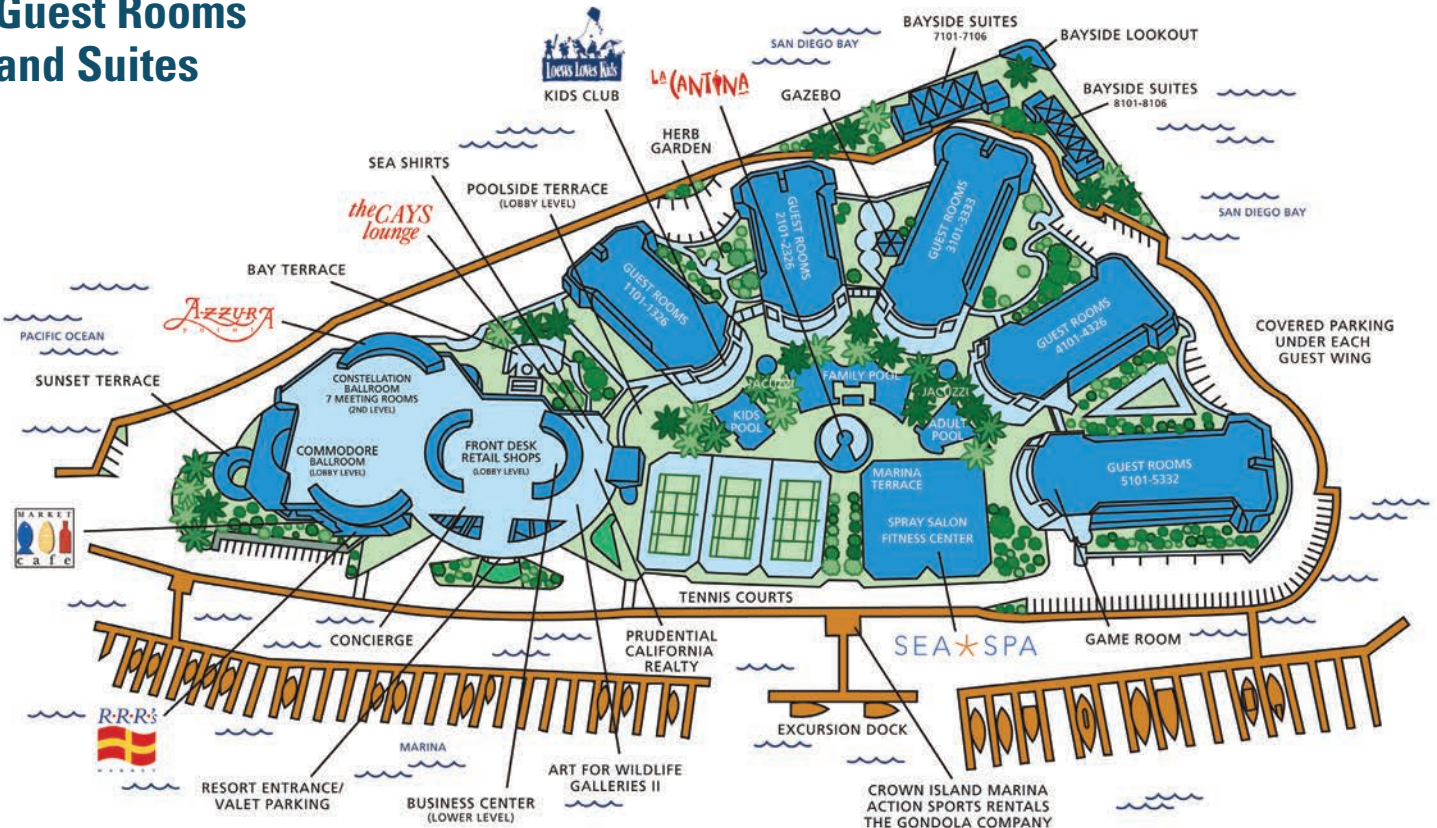 Guest Rooms
and Suites
Loews Loves Kids
KIDS CLUB
LA CANTINA
GAZEBO
SAN DIEGO BAY
BAYSIDE SUITES
7101-7106
BAYSIDE LOOKOUT
BAYSIDE SUITES
8101-8106
HERB
GARDEN
SEA SHIRTS
POOLSIDE TERRACE
(LOBBY LEVEL)
the CAYS
lounge
SAN DIEGO BAY
BAY TERRACE
AZZURA
POINT
PACIFIC OCEAN
SUNSET TERRACE
GUEST ROOMS
1101-1326
GUEST ROOMS
2101-2326
GUEST ROOMS
3101-3333
GUEST ROOMS
4101-4326
COVERED PARKING
UNDER EACH
GUEST WING
CONSTELLATION
BALLROOM
7 MEETING ROOMS
(2ND LEVEL)
JACUZZI
FAMILY POOL
JACUZZI
KIDS
POOL
ADULT
POOL
COMMODORE
BALLROOM
(LOBBY LEVEL)
FRONT DESK
RETAIL SHOPS
(LOBBY LEVEL)
MARINA
TERRACE
GUEST ROOMS
5101-5332
SPRAY SALON
FITNESS CENTER
MARKET
cafe
TENNIS COURTS
CONCIERGE
PRUDENTIAL
CALIFORNIA
REALTY
SEA SPA
GAME ROOM
R·R·R's
MARKET
MARINA
EXCURSION DOCK
RESORT ENTRANCE/
VALET PARKING
BUSINESS CENTER
(LOWER LEVEL)
ART FOR WILDLIFE
GALLERIES II
CROWN ISLAND MARINA
ACTION SPORTS RENTALS
THE GONDOLA COMPANY